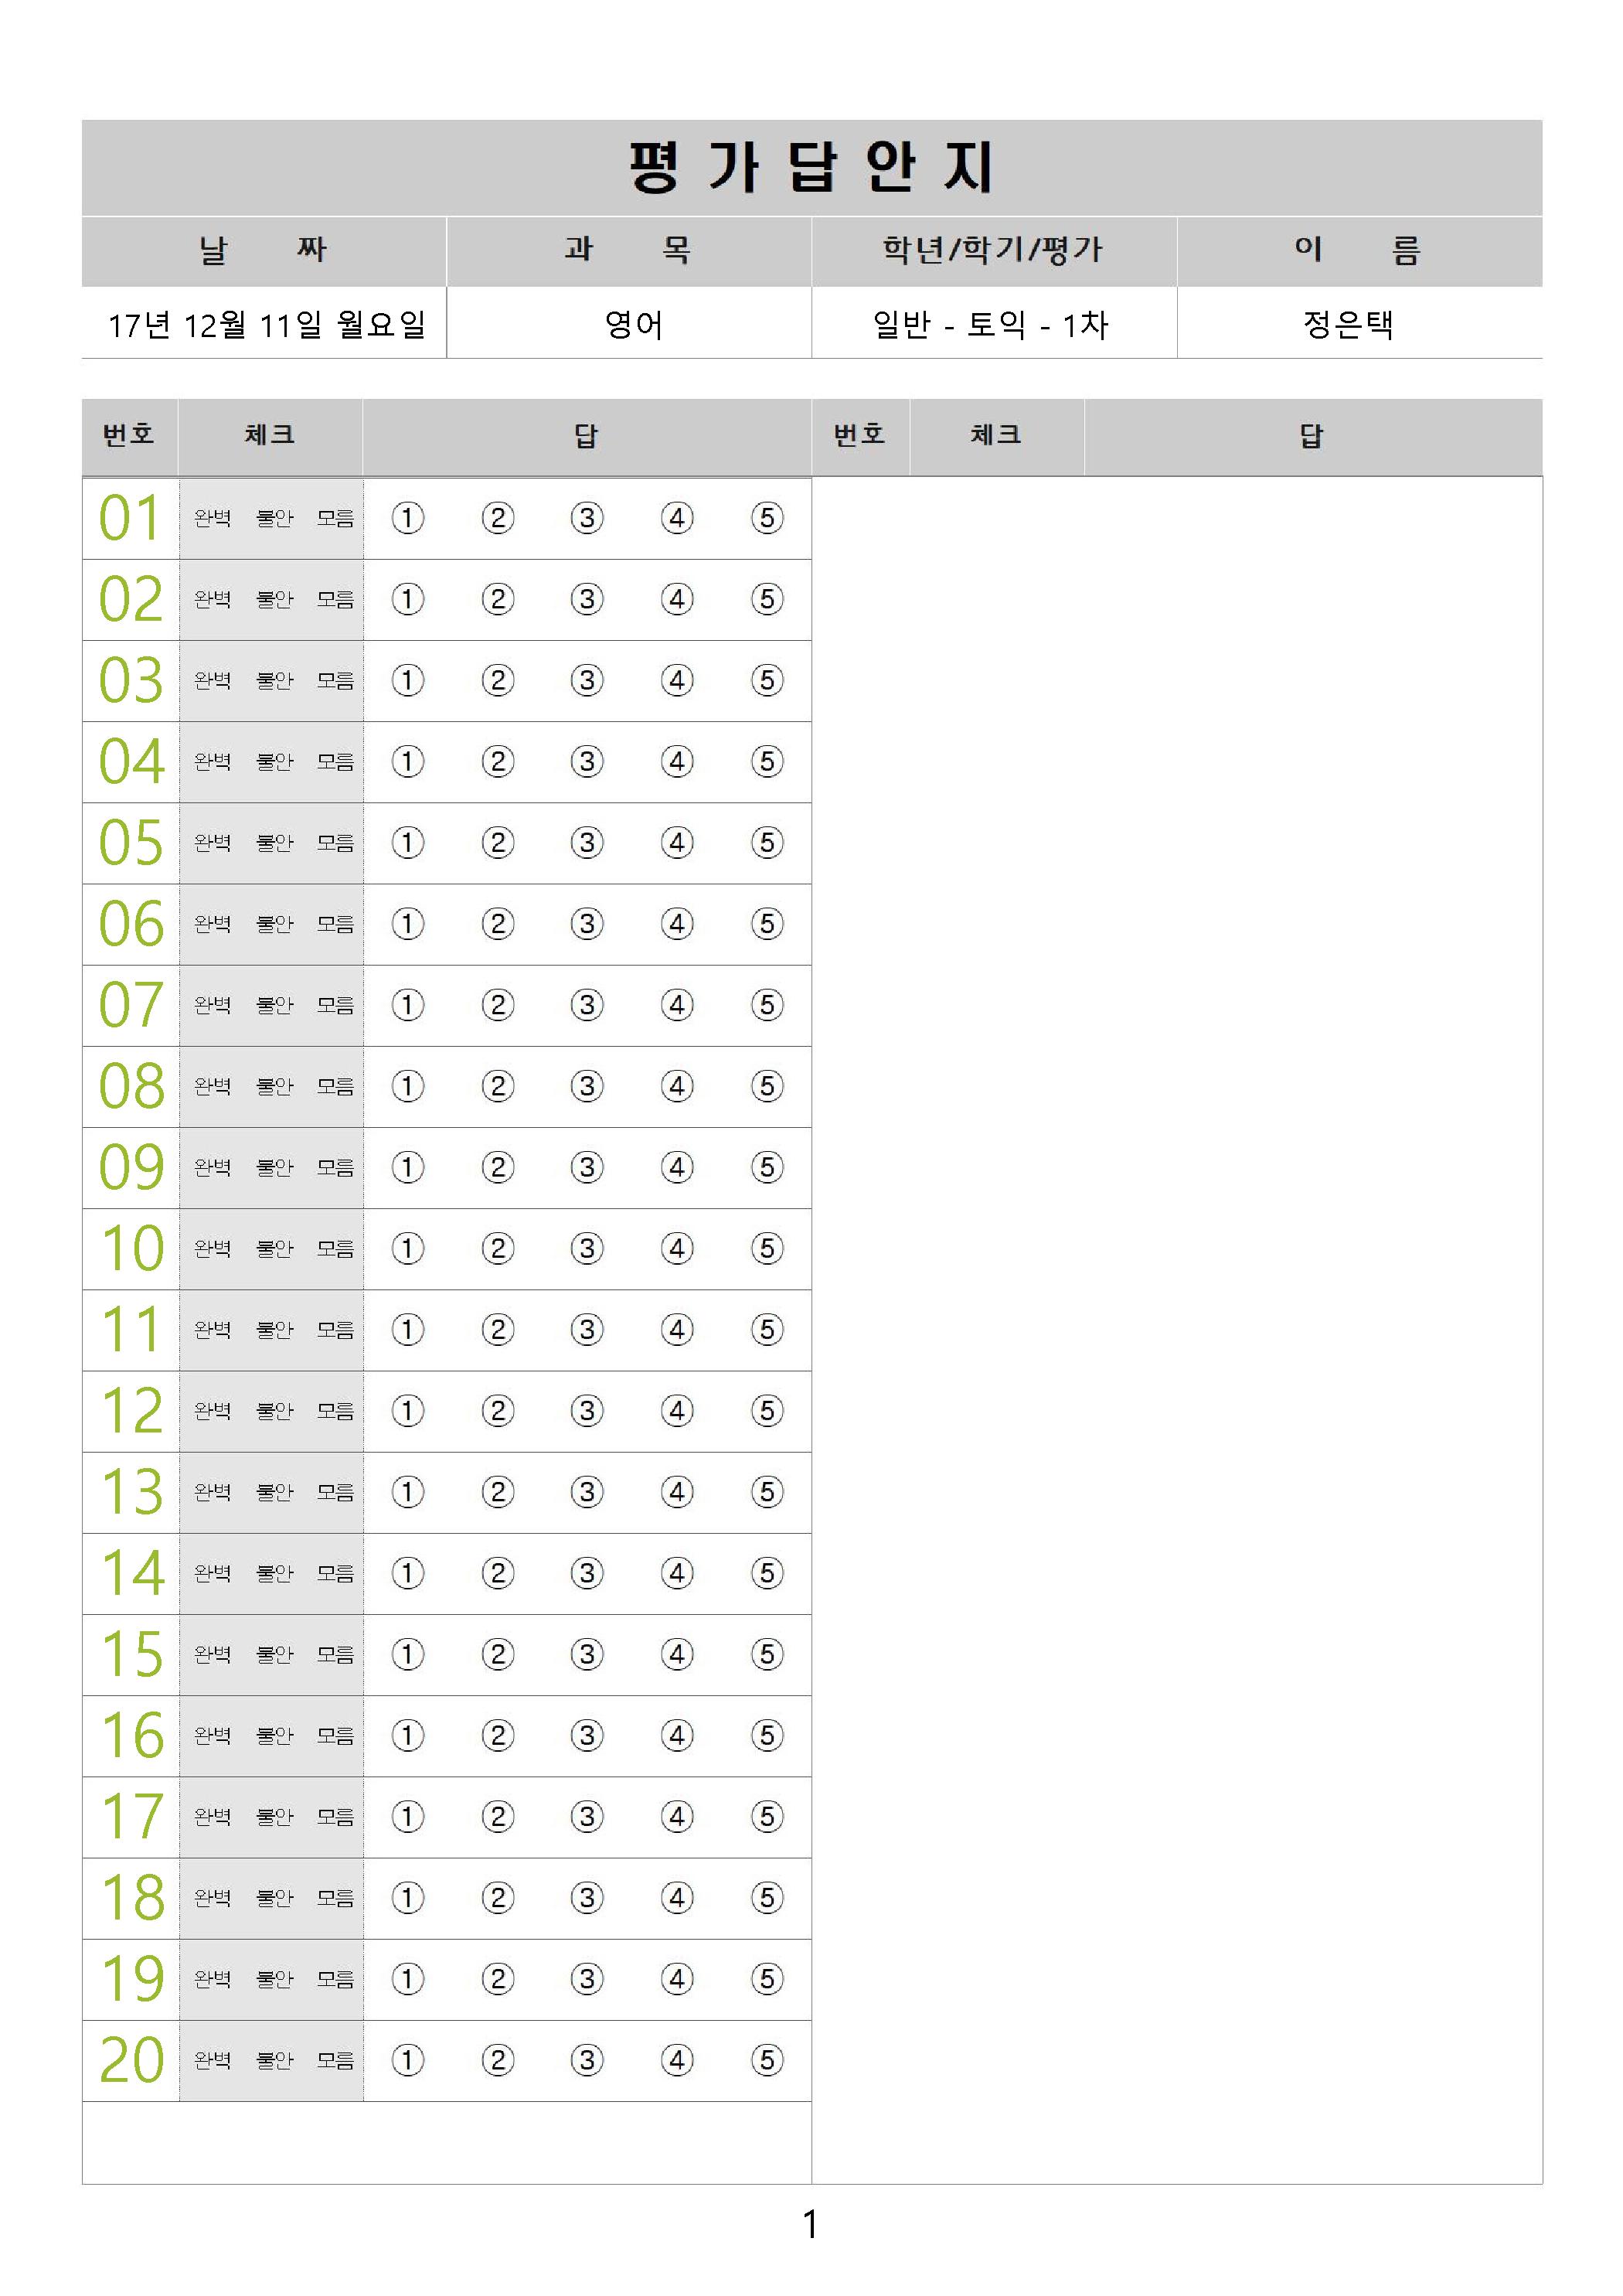 평 가 답 안 지
날 짜 과 목 학년/학기/평가 이 름
17년 12월 11일 월요일 영어 일반 - 토익 - 1차 정은택
번호 체크 답 번호 체크 답
01 완벽 불안 모름 ① ② ③ ④ ⑤
02 완벽 불안 모름 ① ② ③ ④ ⑤
03 완벽 불안 모름 ① ② ③ ④ ⑤
04 완벽 불안 모름 ① ② ③ ④ ⑤
05 완벽 불안 모름 ① ② ③ ④ ⑤
06 완벽 불안 모름 ① ② ③ ④ ⑤
07 완벽 불안 모름 ① ② ③ ④ ⑤
08 완벽 불안 모름 ① ② ③ ④ ⑤
09 완벽 불안 모름 ① ② ③ ④ ⑤
10 완벽 불안 모름 ① ② ③ ④ ⑤
11 완벽 불안 모름 ① ② ③ ④ ⑤
12 완벽 불안 모름 ① ② ③ ④ ⑤
13 완벽 불안 모름 ① ② ③ ④ ⑤
14 완벽 불안 모름 ① ② ③ ④ ⑤
15 완벽 불안 모름 ① ② ③ ④ ⑤
16 완벽 불안 모름 ① ② ③ ④ ⑤
17 완벽 불안 모름 ① ② ③ ④ ⑤
18 완벽 불안 모름 ① ② ③ ④ ⑤
19 완벽 불안 모름 ① ② ③ ④ ⑤
20 완벽 불안 모름 ① ② ③ ④ ⑤
1